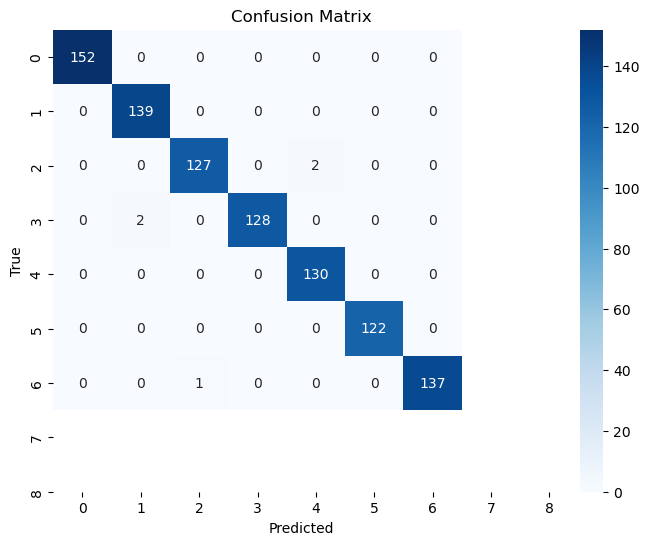 Confusion Matrix
0 152 0 0 0 0 0 0
1 0 139 0 0 0 0 0
2 0 0 127 0 2 0 0
3 0 2 0 128 0 0 0
4 0 0 0 0 130 0 0
5 0 0 0 0 0 122 0
6 0 0 1 0 0 0 137
7
8
True
0 1 2 3 4 5 6 7 8
Predicted
140
120
100
80
60
40
20
0